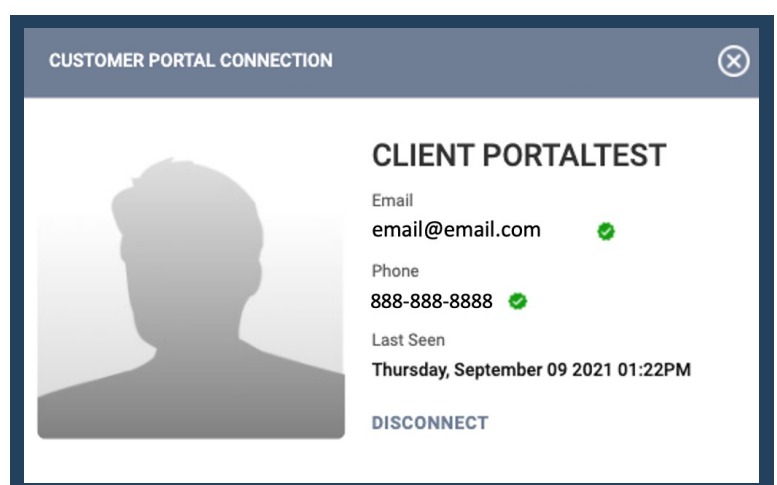 CUSTOMER PORTAL CONNECTION
CLIENT PORTALTEST
Email
email@email.com
Phone
888-888-8888
Last Seen
Thursday, September 09 2021 01:22PM
DISCONNECT